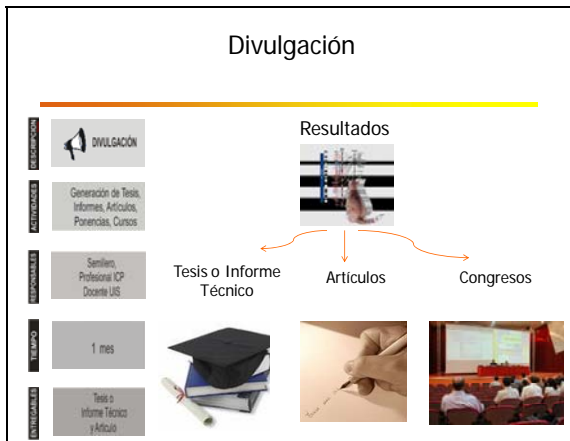 Divulgación
DESCRIPCION
DIVULGACIÓN
ACTIVIDADES
Generación de Tesis,
Informes, Artículos,
Ponencias, Cursos
RESPONSABLES
Semillero,
Profesional ICP
Docente UIS
TIEMPO
1 mes
ENTREGABLES
Tesis o
Informe Técnico
y Artículo
Resultados
Tesis o Informe
Técnico
Artículos
Congresos